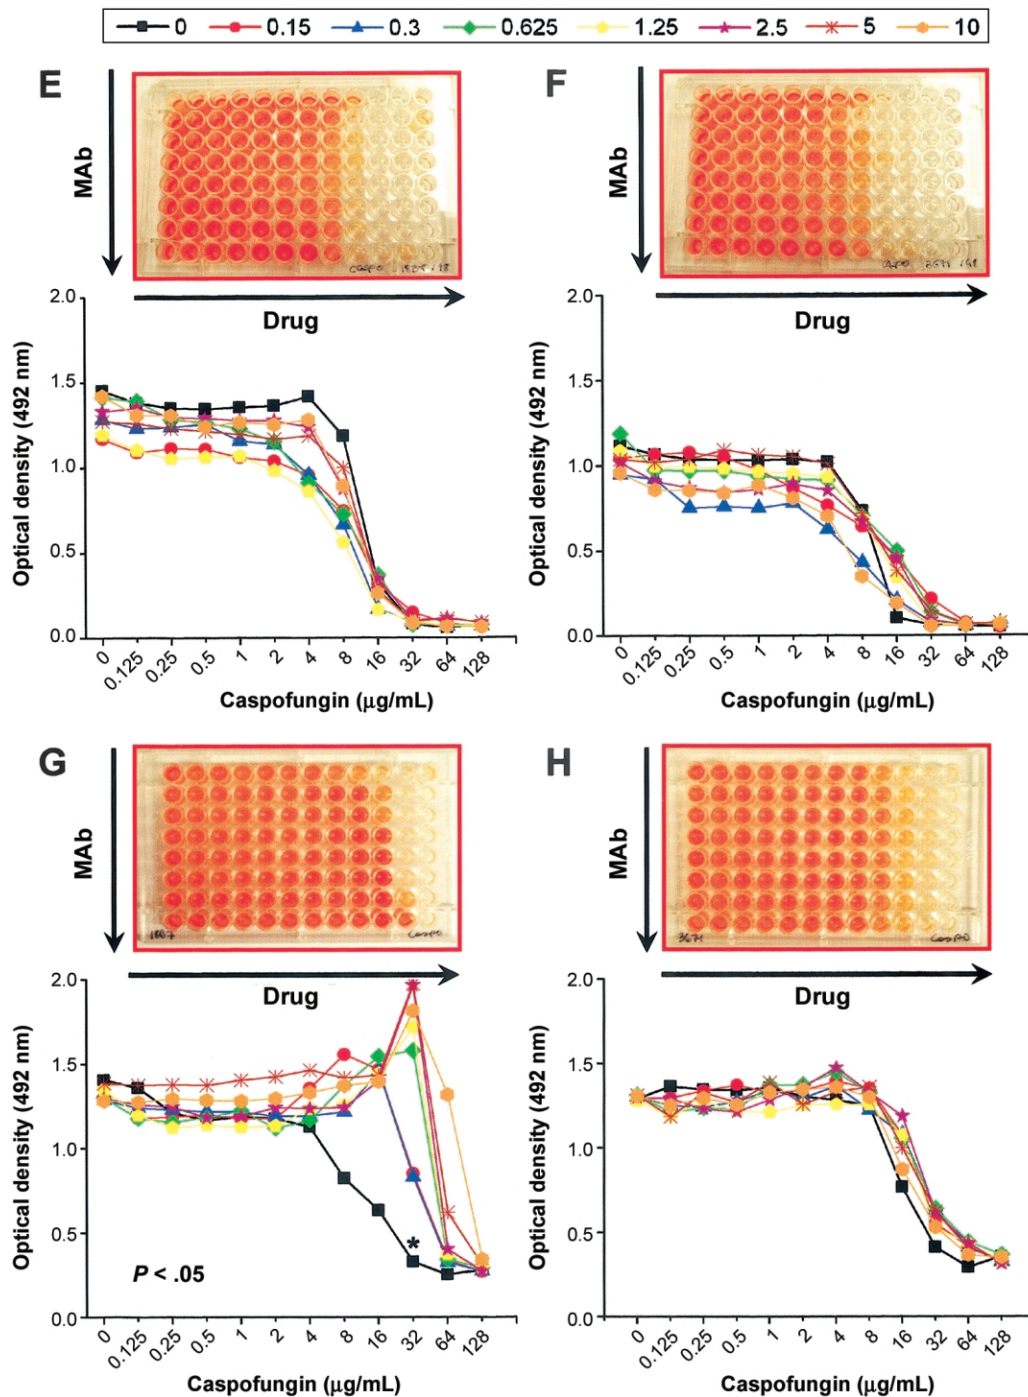 0 0.15 0.3 0.625 1.25 2.5 5 10
E
MAb
Drug
Optical density (492 nm)
2.0
1.5
1.0
0.5
0.0
0 0.125 0.25 0.5 1 2 4 8 16 32 64 128
Caspofungin (μg/mL)
F
MAb
Drug
Optical density (492 nm)
2.0
1.5
1.0
0.5
0.0
0 0.125 0.25 0.5 1 2 4 8 16 32 64 128
Caspofungin (μg/mL)
G
MAb
1887 Caspo
Drug
Optical density (492 nm)
2.0
1.5
1.0
0.5
0.0
*
P < .05
0 0.125 0.25 0.5 1 2 4 8 16 32 64 128
Caspofungin (μg/mL)
H
MAb
3671 Caspo
Drug
Optical density (492 nm)
2.0
1.5
1.0
0.5
0.0
0 0.125 0.25 0.5 1 2 4 8 16 32 64 128
Caspofungin (μg/mL)